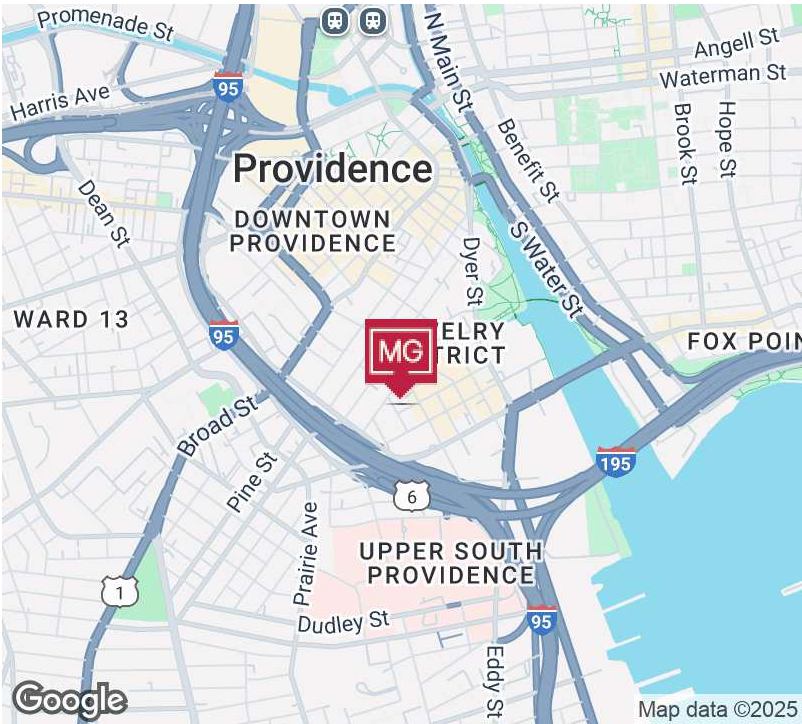 Promenade St
N Main St
Angell St
Waterman St
Harris Ave
95
Brook St
Hope St
Benefit St
Providence
Dean St
DOWNTOWN
PROVIDENCE
Dyer St
S Water St
WARD 13
95
MG
ELRY
TRICT
FOX POIN
Broad St
Pine St
195
6
Prairie Ave
UPPER SOUTH
PROVIDENCE
1
Dudley St
95
Eddy St
Google
Map data ©2025